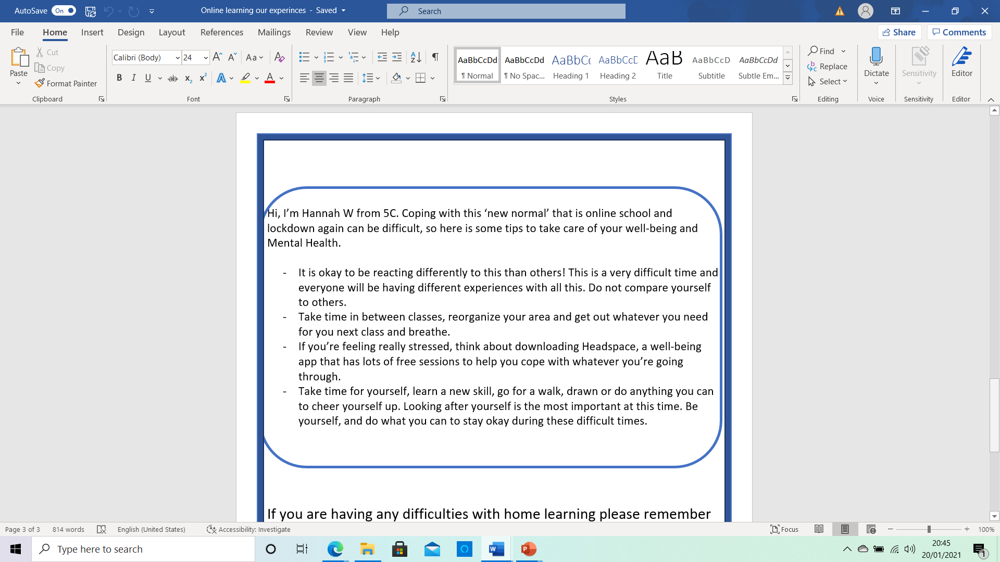 AutoSave On Online learning our experinces - Saved Search
File Home Insert Design Layout References Mailings Review View Help Share Comments
Paste Cut Copy Format Painter Clipboard
Calibri (Body) 24 Font
Paragraph
AaBbCcDd ¶ Normal
AaBbCcDd ¶ No Spac...
AaBbCc Heading 1
AaBbCcD Heading 2
AaB Title
AaBbCcD Subtitle
AaBbCcDd Subtle Em...
Styles
Find Replace Select Editing
Dictate Voice
Sensitivity Sensitivity
Editor Editor
Hi, I’m Hannah W from 5C. Coping with this ‘new normal’ that is online school and
lockdown again can be difficult, so here is some tips to take care of your well-being and
Mental Health.
- It is okay to be reacting differently to this than others! This is a very difficult time and
everyone will be having different experiences with all this. Do not compare yourself
to others.
- Take time in between classes, reorganize your area and get out whatever you need
for you next class and breathe.
- If you’re feeling really stressed, think about downloading Headspace, a well-being
app that has lots of free sessions to help you cope with whatever you’re going
through.
- Take time for yourself, learn a new skill, go for a walk, drawn or do anything you can
to cheer yourself up. Looking after yourself is the most important at this time. Be
yourself, and do what you can to stay okay during these difficult times.
If you are having any difficulties with home learning please remember
Page 3 of 3 814 words English (United States) Accessibility: Investigate Focus 100%
Type here to search
20:45
20/01/2021
1